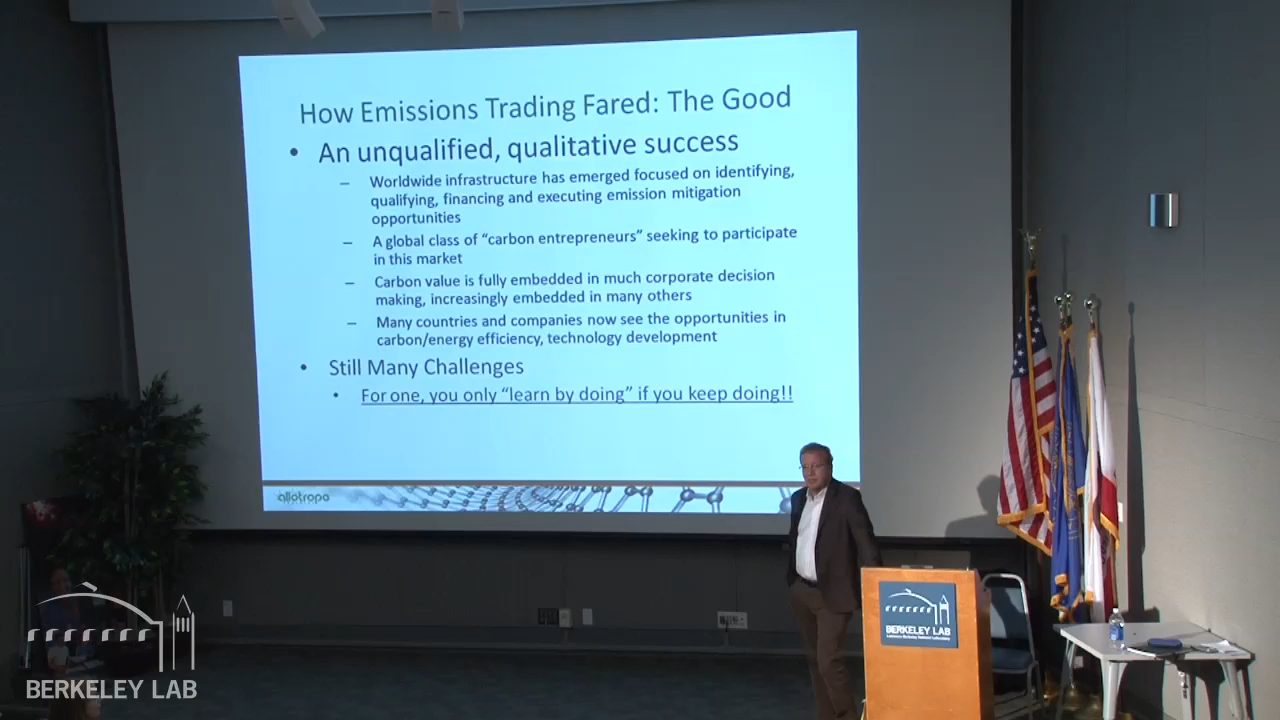 How Emissions Trading Fared: The Good
• An unqualified, qualitative success
– Worldwide infrastructure has emerged focused on identifying,
qualifying, financing and executing emission mitigation
opportunities
– A global class of “carbon entrepreneurs” seeking to participate
in this market
– Carbon value is fully embedded in much corporate decision
making, increasingly embedded in many others
– Many countries and companies now see the opportunities in
carbon/energy efficiency, technology development
• Still Many Challenges
• For one, you only “learn by doing” if you keep doing!!
allotropa
BERKELEY LAB
Lawrence Berkeley National Laboratory
BERKELEY LAB